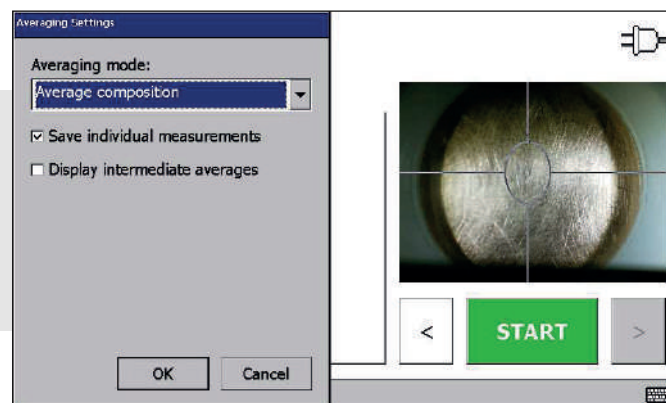 Averaging Settings
Averaging mode:
Average composition
Save individual measurements
Display intermediate averages
OK
Cancel
<
START
>